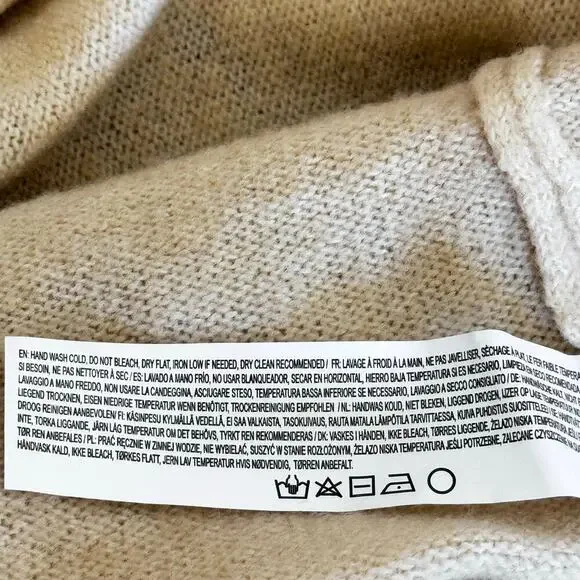 EN: HAND WASH COLD, DO NOT BLEACH, DRY FLAT, IRON LOW IF NEEDED, DRY CLEAN RECOMMENDED / FR: LAVAGE À FROID À LA MAIN, NE PAS JAVELLISER, SÉCHAGE À PLAT, LE FER FAIBLE TEMPERA
SI BESOIN, NE PAS NETTOYER À SEC / ES: LAVADO A MANO FRÍO, NO USAR BLANQUEADOR, SECAR EN HORIZONTAL, HIERRO BAJA TEMPERATURA SI ES NECESARIO, LIMPIEZA EN SECO RECOMENDADO /
LAVAGGIO A MANO FREDDO, NON USARE LA CANDEGGINA, ASCIUGARE STESO, TEMPERATURA BASSA INFERIORE SE NECESSARIO, LAVAGGIO A SECCO CONSIGLIATO / DE: HANDWÄSCHE KALT, NICHT
LIEGEND TROCKNEN, EISEN NIEDRIGE TEMPERATUR WENN BENÖTIGT, TROCKENREINIGUNG EMPFOHLEN / NL: HANDWAS KOUD, NIET BLEKEN, LIGGEND DROGEN, IJZER OP LAGE
DROOG REINIGEN AANBEVOLEN/ FI: KÄSINPESU KYLMÄLLÄ VEDELLÄ, EI SAA VALKAISTA, TASOKUIVAUS, RAUTA MATALA LÄMPÖTILA TARVITTAESSA, KUIVA PUHDISTUS SUOSITTELEE
INTE, TORKA LIGGANDE, JÄRN LÅG TEMPERATUR OM DET BEHÖVS, TYRKT REN REKOMMENDERAS / DK: VASKES I HÅNDEN, IKKE BLEACH, TØRRES LIGGENDE, ŻELAZO NISKA TEMPERATUR
TØR REN ANBEFALES / PL: PRAĆ RĘCZNIE W ZIMNEJ WODZIE, NIE WYBIELAĆ, SUSZYĆ W STANIE ROZŁOŻONYM, ŻELAZO NISKA TEMPERATURA JEŚLI POTRZEBNE, ZALECANE CZYSZCZENIE
HÅNDVASK KALD, IKKE BLEACH, TØRKES FLATT, JERN LAV TEMPERATUR HVIS NØDVENDIG, TØRREN ANBEFALT.